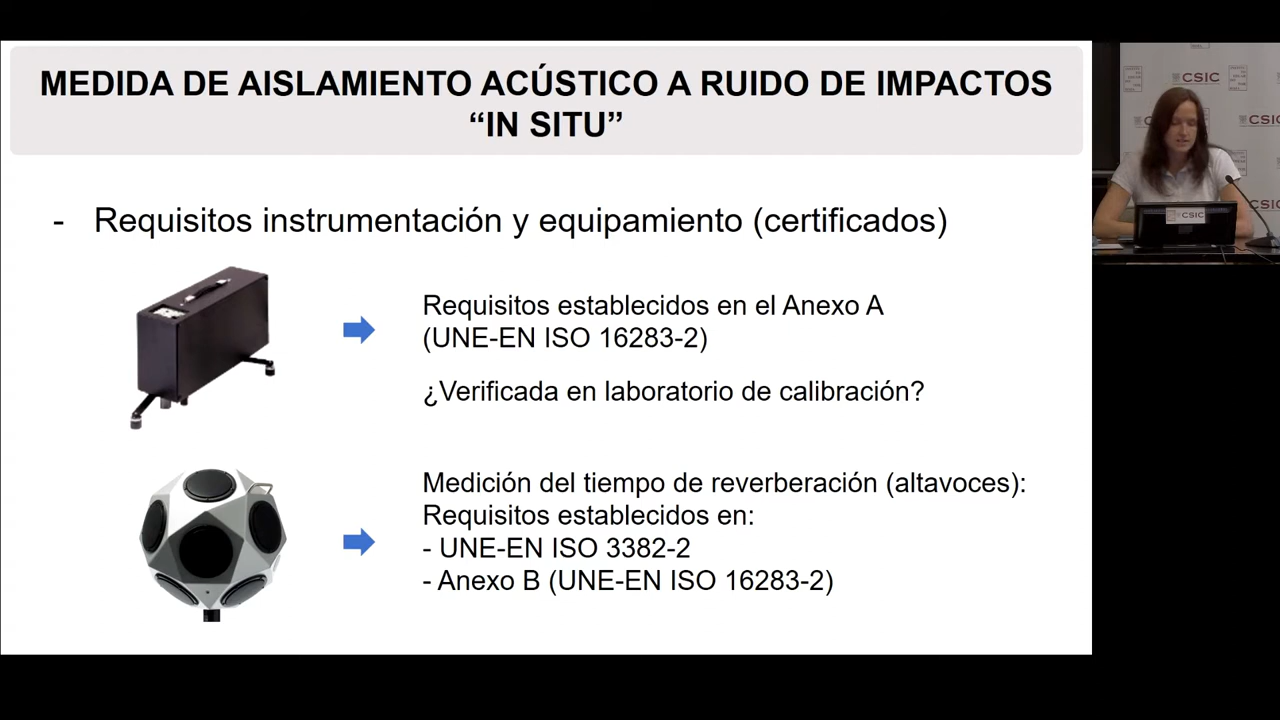 MEDIDA DE AISLAMIENTO ACÚSTICO A RUIDO DE IMPACTOS
“IN SITU”
- Requisitos instrumentación y equipamiento (certificados)
Requisitos establecidos en el Anexo A
(UNE-EN ISO 16283-2)
¿Verificada en laboratorio de calibración?
Medición del tiempo de reverberación (altavoces):
Requisitos establecidos en:
- UNE-EN ISO 3382-2
- Anexo B (UNE-EN ISO 16283-2)
CSIC
CSIC
CSIC
CSIC